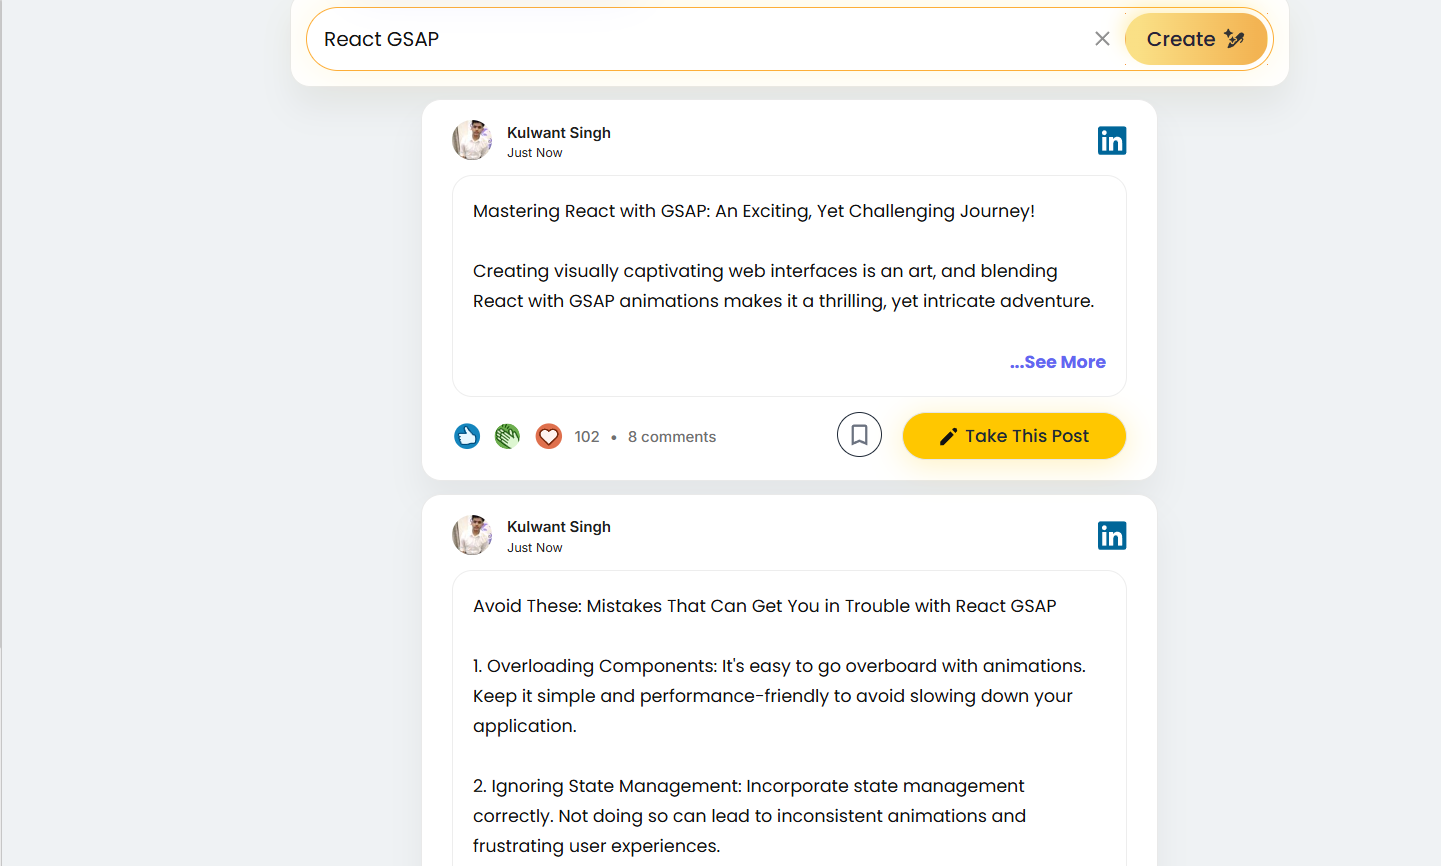 React GSAP
Create
Kulwant Singh
Just Now
in
Mastering React with GSAP: An Exciting, Yet Challenging Journey!
Creating visually captivating web interfaces is an art, and blending
React with GSAP animations makes it a thrilling, yet intricate adventure.
...See More
102 • 8 comments
Take This Post
Kulwant Singh
Just Now
in
Avoid These: Mistakes That Can Get You in Trouble with React GSAP
1. Overloading Components: It's easy to go overboard with animations.
Keep it simple and performance-friendly to avoid slowing down your
application.
2. Ignoring State Management: Incorporate state management
correctly. Not doing so can lead to inconsistent animations and
frustrating user experiences.